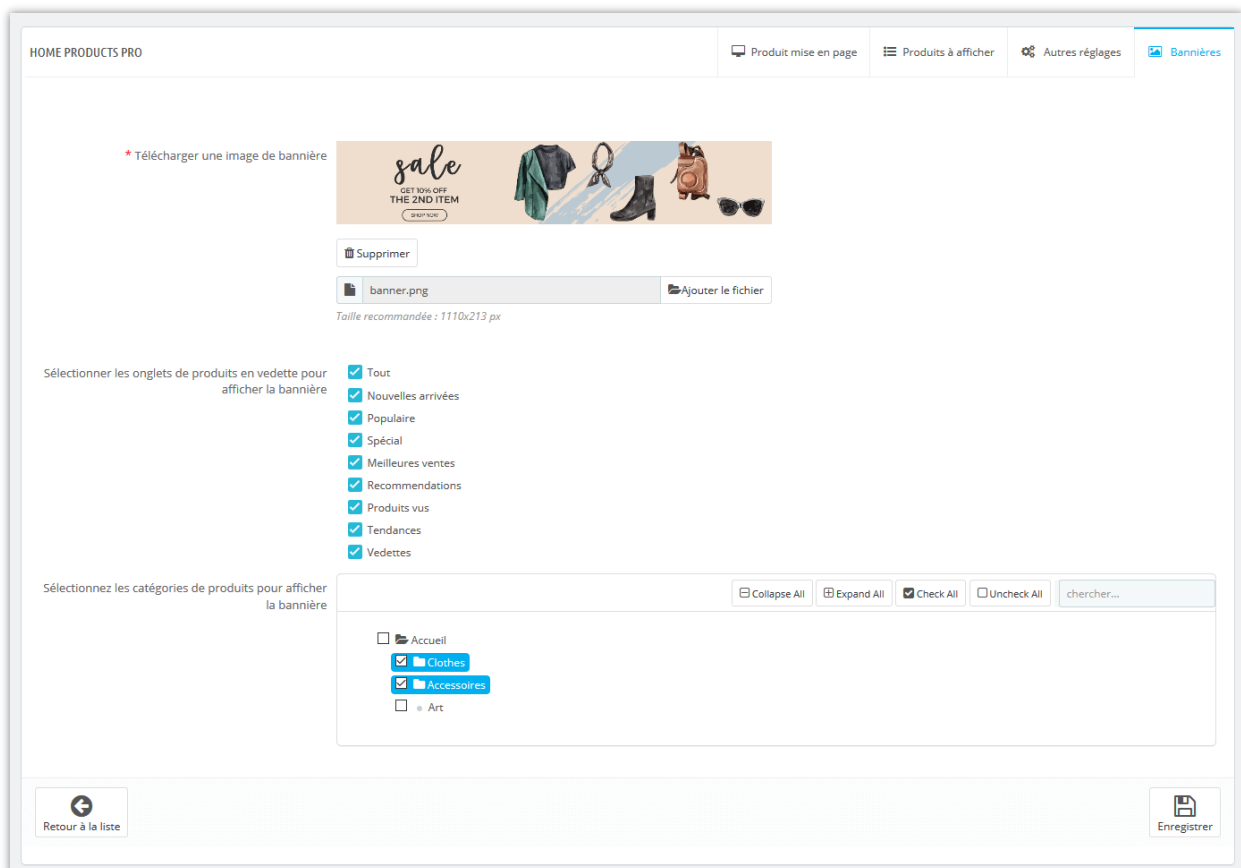 HOME PRODUCTS PRO
Produit mise en page
Produits à afficher
Autres réglages
Bannières
* Télécharger une image de bannière
sale
GET 10% OFF
THE 2ND ITEM
SHOP NOW
Supprimer
banner.png
Ajouter le fichier
Taille recommandée : 1110x213 px
Sélectionner les onglets de produits en vedette pour
afficher la bannière
Tout
Nouvelles arrivées
Populaire
Spécial
Meilleures ventes
Recommendations
Produits vus
Tendances
Vedettes
Sélectionnez les catégories de produits pour afficher
la bannière
Collapse All
Expand All
Check All
Uncheck All
chercher...
Accueil
Clothes
Accessoires
Art
Retour à la liste
Enregistrer